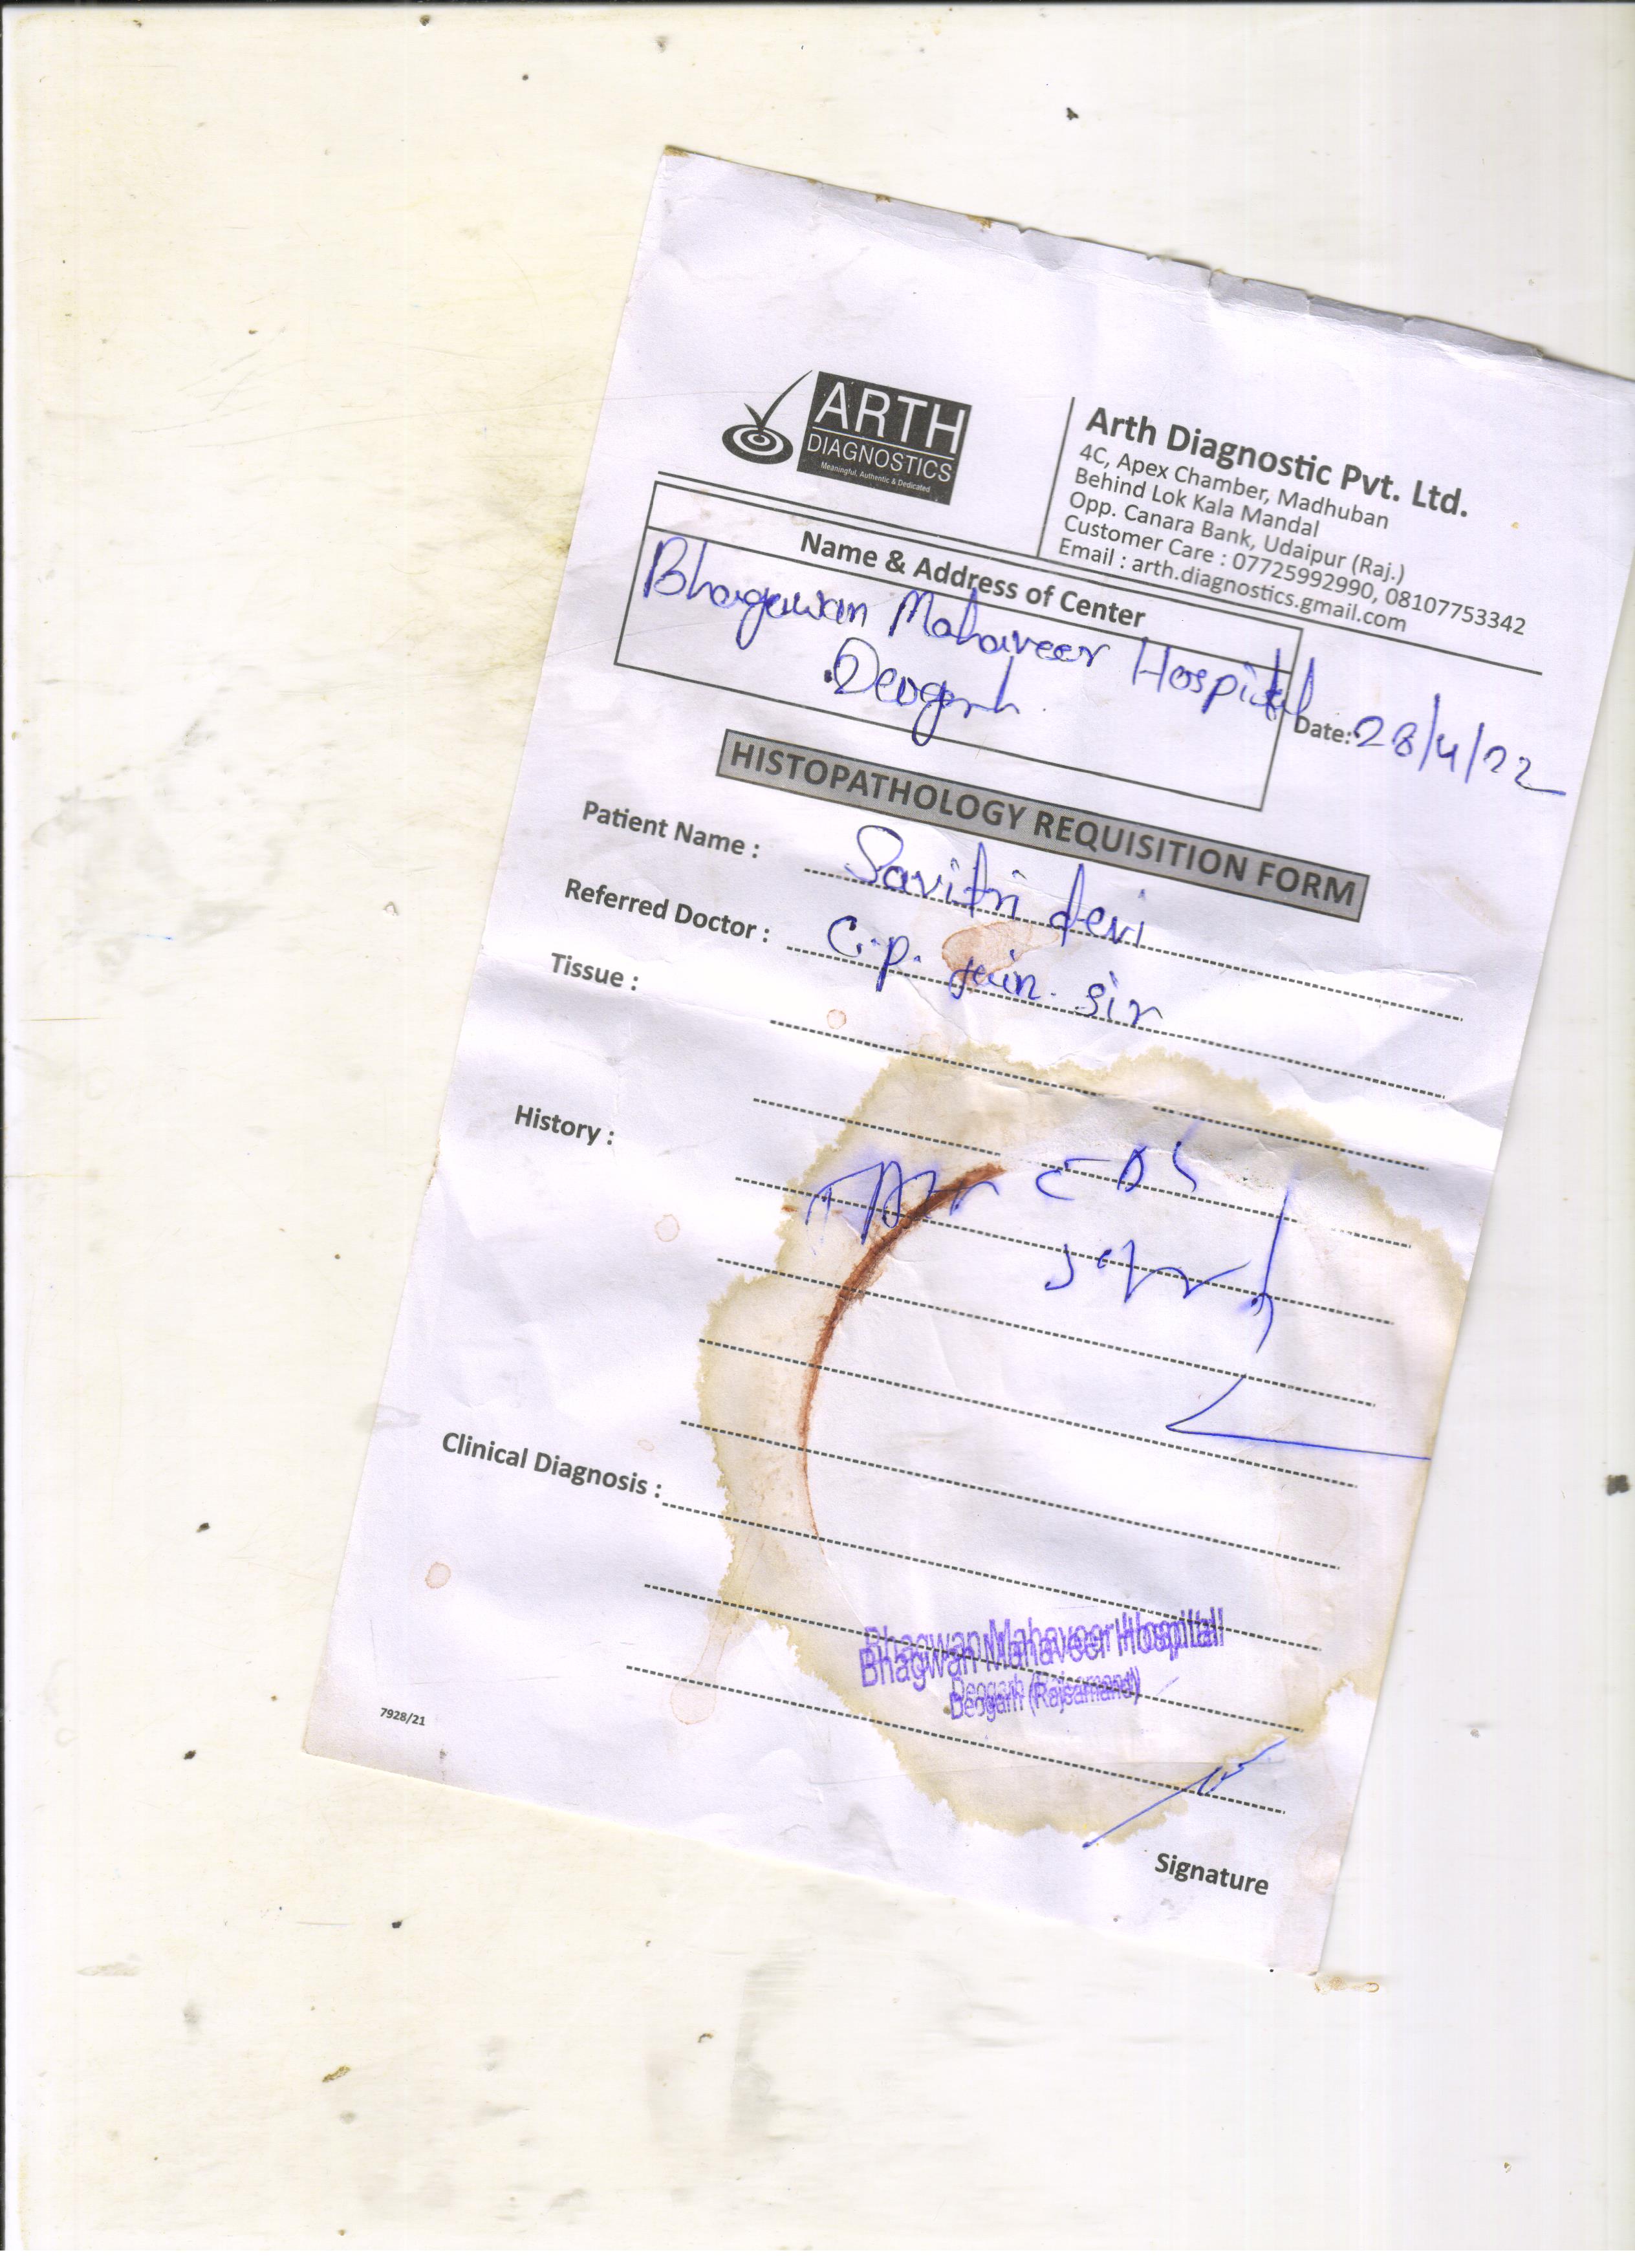 ARTH
DIAGNOSTICS
Meaningful, Authentic & Dedicated
Arth Diagnostic Pvt. Ltd.
4C, Apex Chamber, Madhuban
Behind Lok Kala Mandal
Opp. Canara Bank, Udaipur (Raj.)
Customer Care : 07725992990, 08107753342
Email : arth.diagnostics.gmail.com
Name & Address of Center
Bhagawan Mahaveer Hospital
Deogarh
Date: 28/4/22
HISTOPATHOLOGY REQUISITION FORM
Patient Name : Savitri devi
Referred Doctor : C.p. jain. sir
Tissue :
History :
Clinical Diagnosis :
Bhagwan Mahaveer Hospital
Deogarh (Rajsamand)
7928/21
Signature